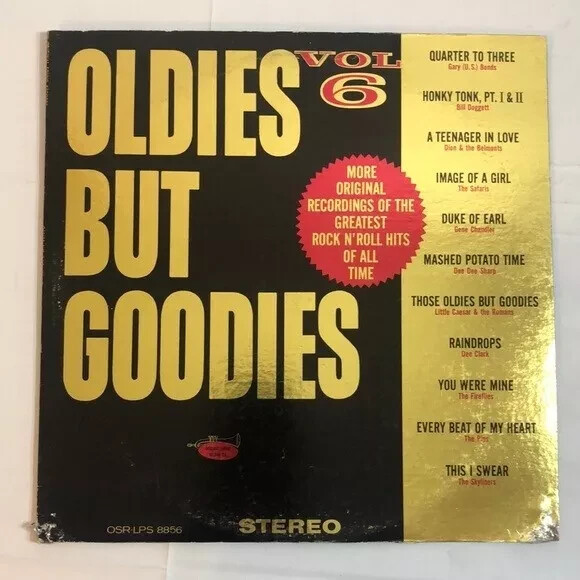 OLDIES
BUT
GOODIES
VOL
6
MORE
ORIGINAL
RECORDINGS OF THE
GREATEST
ROCK N' ROLL HITS
OF ALL
TIME
QUARTER TO THREE
Gary (U.S.) Bonds
HONKY TONK, PT. I & II
Bill Doggett
A TEENAGER IN LOVE
Dion & the Belmonts
IMAGE OF A GIRL
The Safaris
DUKE OF EARL
Gene Chandler
MASHED POTATO TIME
Dee Dee Sharp
THOSE OLDIES BUT GOODIES
Little Caesar & the Romans
RAINDROPS
Dee Clark
YOU WERE MINE
The Fireflies
EVERY BEAT OF MY HEART
The Pips
THIS I SWEAR
The Skyliners
OSR-LPS 8856
STEREO